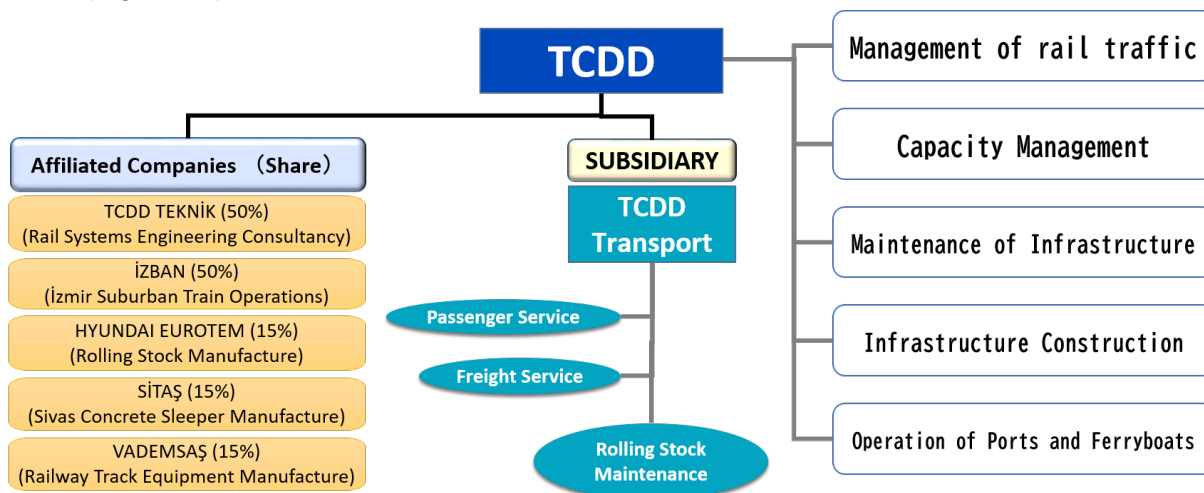 TCDD
Affiliated Companies （Share）
TCDD TEKNİK (50%)
(Rail Systems Engineering Consultancy)
İZBAN (50%)
(İzmir Suburban Train Operations)
HYUNDAI EUROTEM (15%)
(Rolling Stock Manufacture)
SİTAŞ (15%)
(Sivas Concrete Sleeper Manufacture)
VADEMSAŞ (15%)
(Railway Track Equipment Manufacture)
SUBSIDIARY
TCDD
Transport
Passenger Service
Freight Service
Rolling Stock
Maintenance
Management of rail traffic
Capacity Management
Maintenance of Infrastructure
Infrastructure Construction
Operation of Ports and Ferryboats